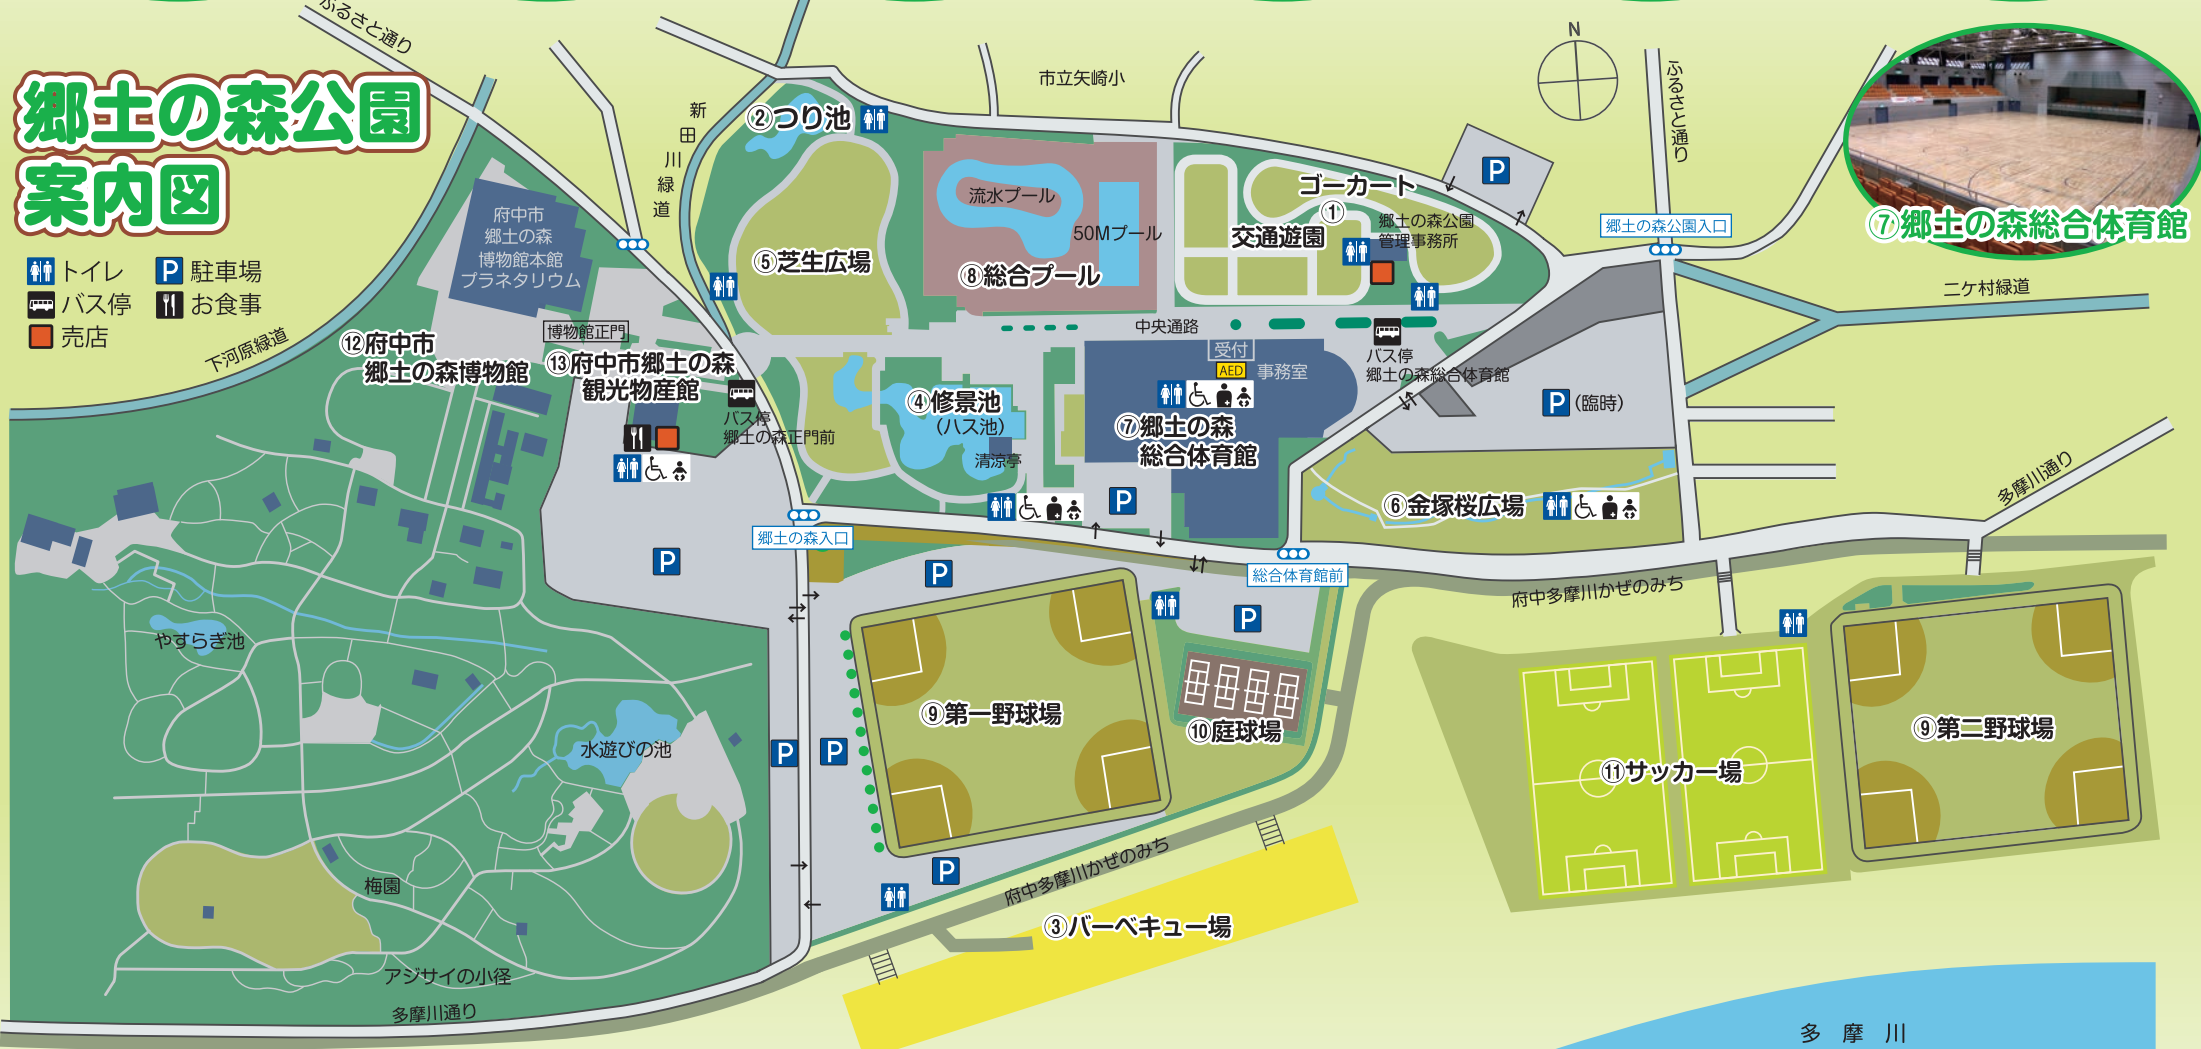 郷土の森公園
案内図
トイレ
P 駐車場
バス停
お食事
売店
ふるさと通り
下河原緑道
新田川緑道
市立矢崎小
N
ふるさと通り
⑦郷土の森総合体育館
郷土の森公園入口
二ケ村緑道
多摩川通り
②つり池
⑤芝生広場
流水プール
50Mプール
⑧総合プール
ゴーカート
①
交通遊園
郷土の森公園
管理事務所
P
中央通路
府中市
郷土の森
博物館本館
プラネタリウム
博物館正門
⑫府中市
郷土の森博物館
⑬府中市郷土の森
観光物産館
バス停
郷土の森正門前
④修景池
(ハス池)
清涼亭
受付
AED
事務室
⑦郷土の森
総合体育館
バス停
郷土の森総合体育館
P(臨時)
⑥金塚桜広場
P
郷土の森入口
総合体育館前
府中多摩川かぜのみち
P
P
P
やすらぎ池
水遊びの池
P
P
⑨第一野球場
⑩庭球場
⑪サッカー場
⑨第二野球場
P
府中多摩川かぜのみち
③バーベキュー場
梅園
アジサイの小径
多摩川通り
多摩川